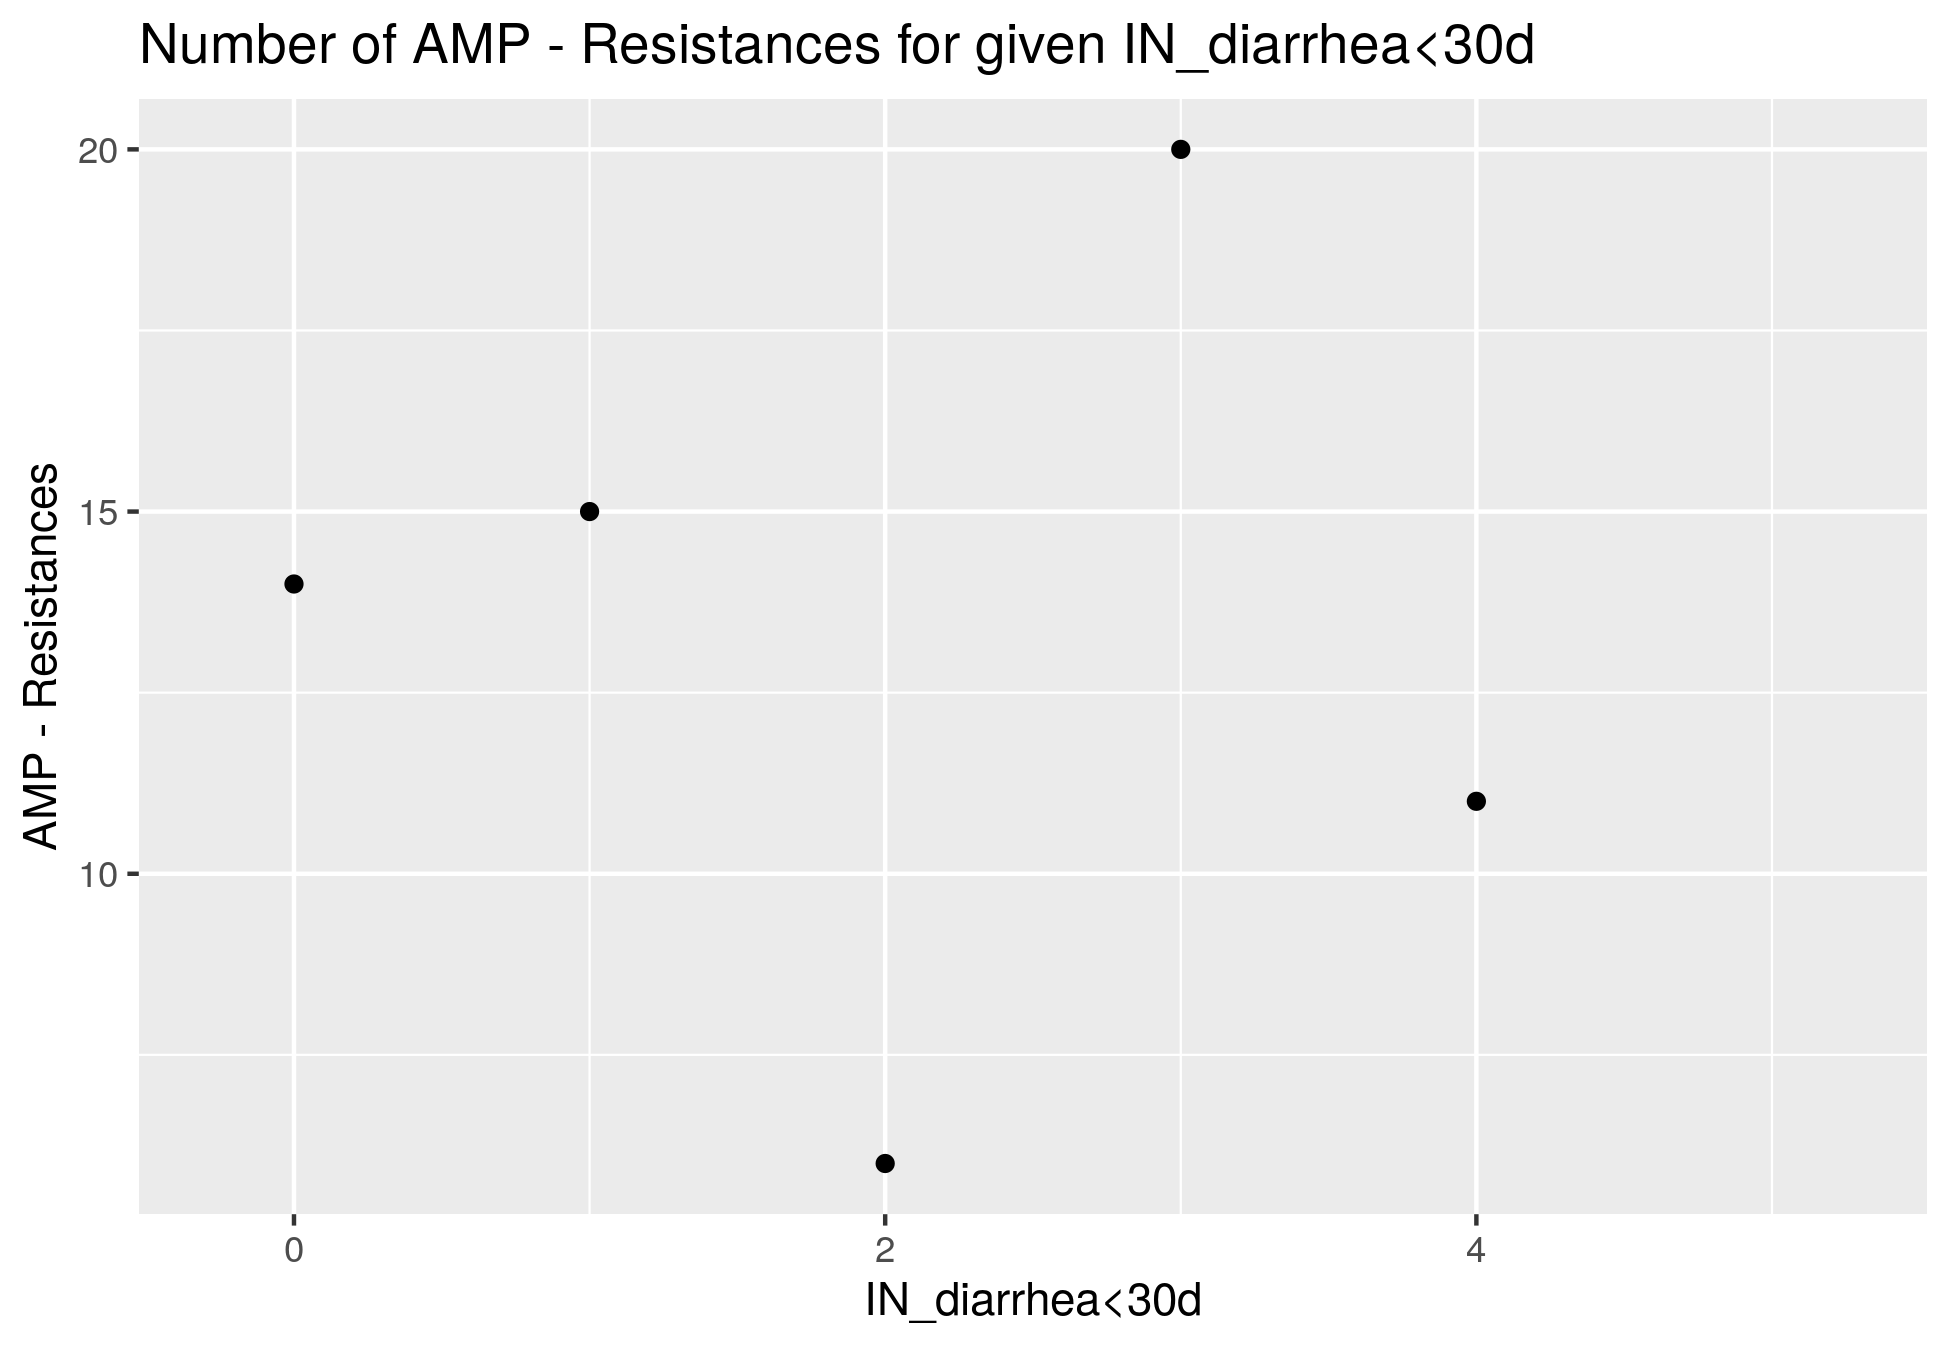 Number of AMP - Resistances for given IN_diarrhea<30d
20
15
10
AMP - Resistances
0 2 4
IN_diarrhea<30d